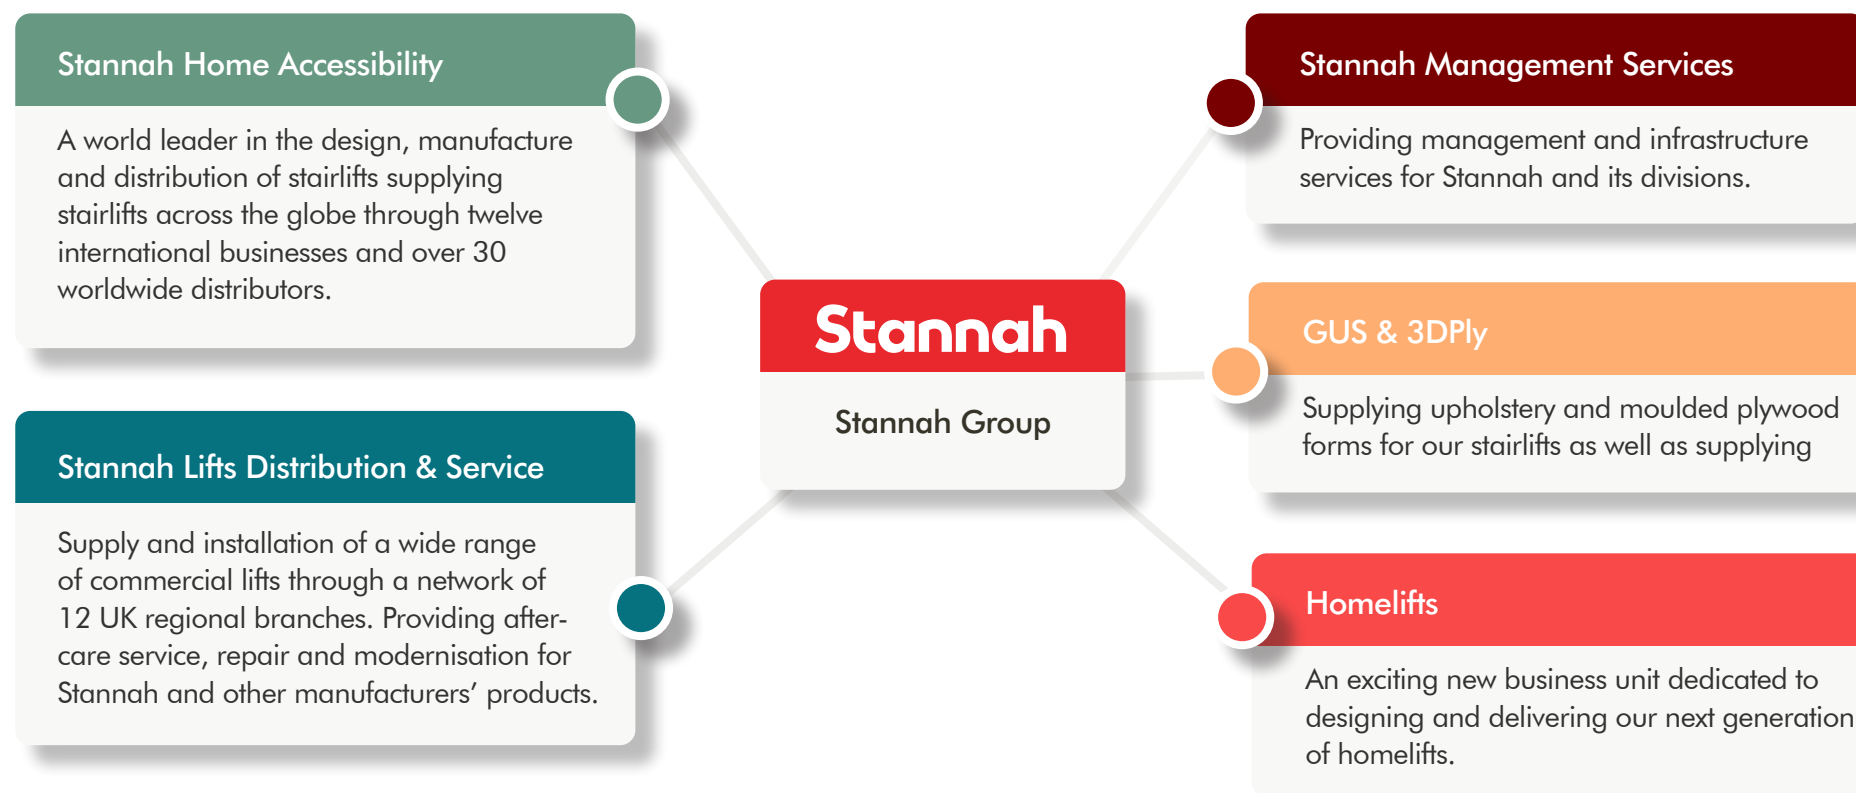 Stannah Home Accessibility
A world leader in the design, manufacture
and distribution of stairlifts supplying
stairlifts across the globe through twelve
international businesses and over 30
worldwide distributors.
Stannah Lifts Distribution & Service
Supply and installation of a wide range
of commercial lifts through a network of
12 UK regional branches. Providing after-
care service, repair and modernisation for
Stannah and other manufacturers’ products.
Stannah
Stannah Group
Stannah Management Services
Providing management and infrastructure
services for Stannah and its divisions.
GUS & 3DPly
Supplying upholstery and moulded plywood
forms for our stairlifts as well as supplying
Homelifts
An exciting new business unit dedicated to
designing and delivering our next generation
of homelifts.